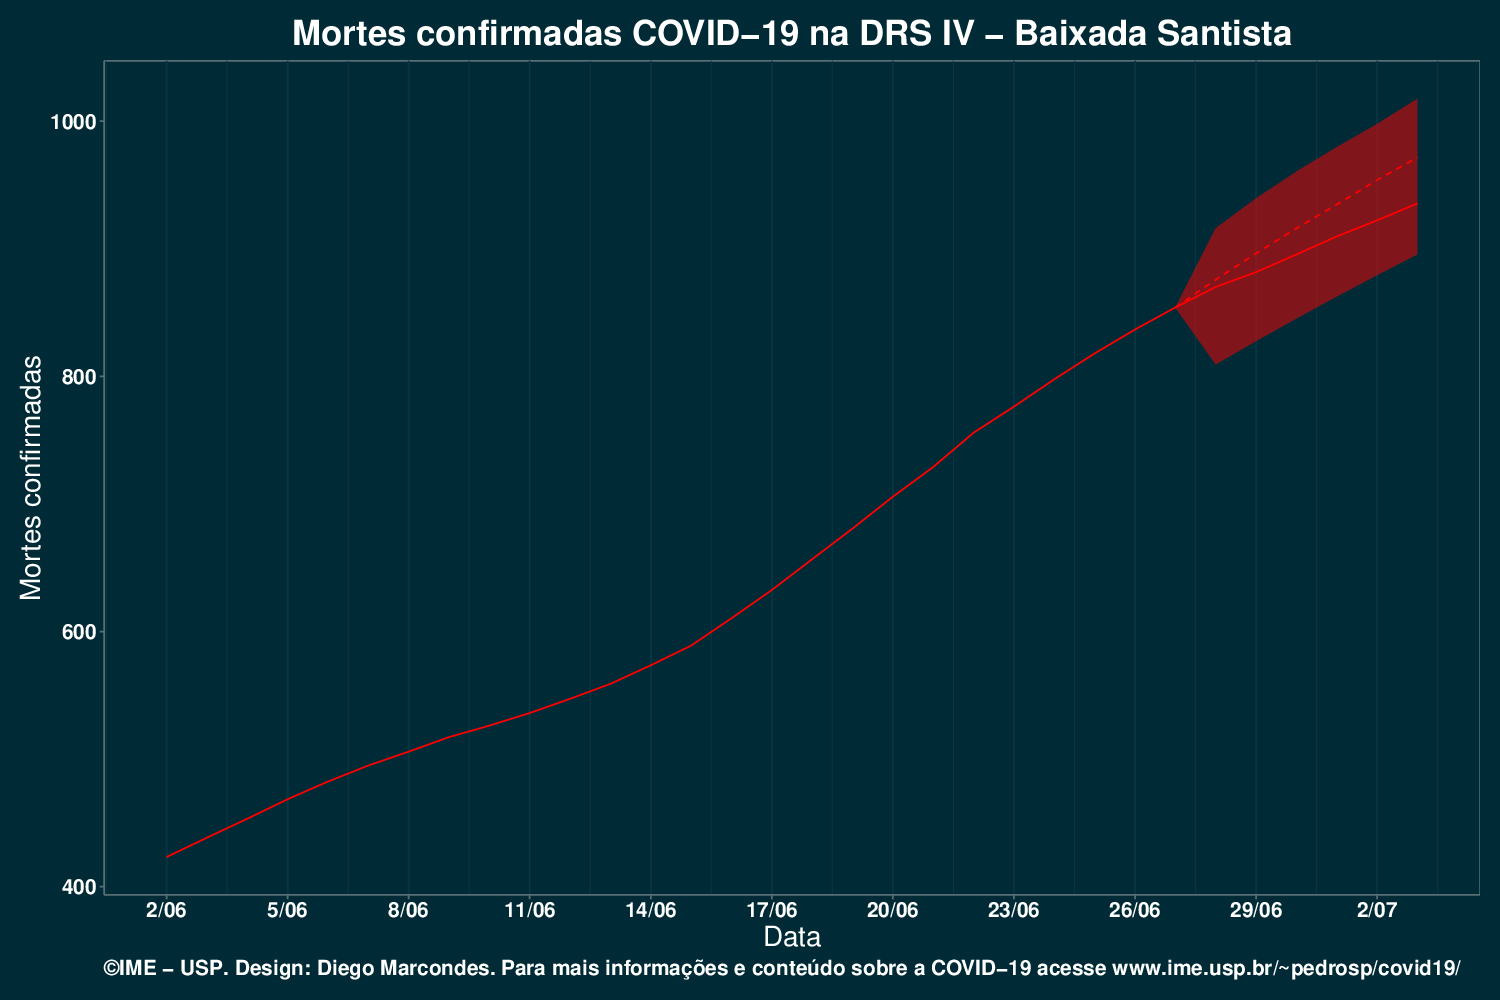 Mortes confirmadas COVID−19 na DRS IV − Baixada Santista
Mortes confirmadas
1000
800
600
400
2/06 5/06 8/06 11/06 14/06 17/06 20/06 23/06 26/06 29/06 2/07
Data
©IME − USP. Design: Diego Marcondes. Para mais informações e conteúdo sobre a COVID−19 acesse www.ime.usp.br/~pedrosp/covid19/